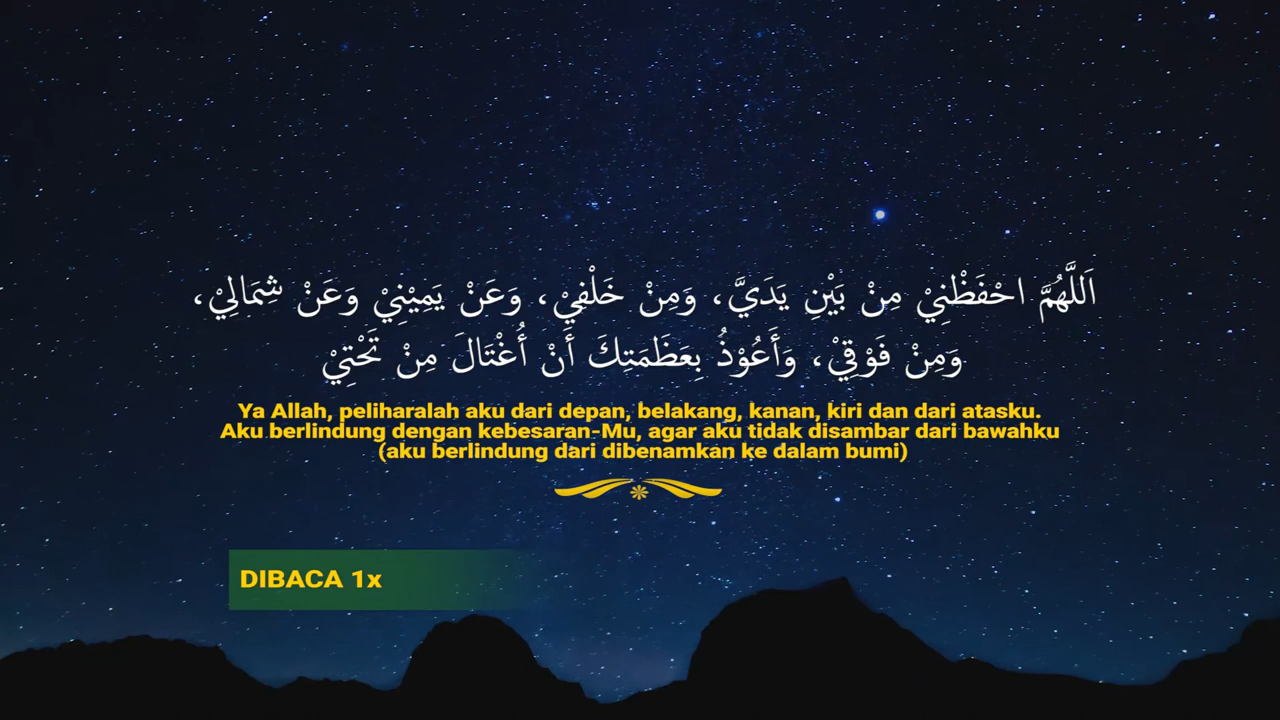 اَللَّهُمَّ احْفَظْنِيْ مِنْ بَيْنِ يَدَيَّ، وَمِنْ خَلْفِيْ، وَعَنْ يَمِيْنِيْ وَعَنْ شِمَالِيْ،
وَمِنْ فَوْقِيْ، وَأَعُوْذُ بِعَظَمَتِكَ أَنْ أُغْتَالَ مِنْ تَحْتِيْ
Ya Allah, peliharalah aku dari depan, belakang, kanan, kiri dan dari atasku.
Aku berlindung dengan kebesaran-Mu, agar aku tidak disambar dari bawahku
(aku berlindung dari dibenamkan ke dalam bumi)
DIBACA 1x